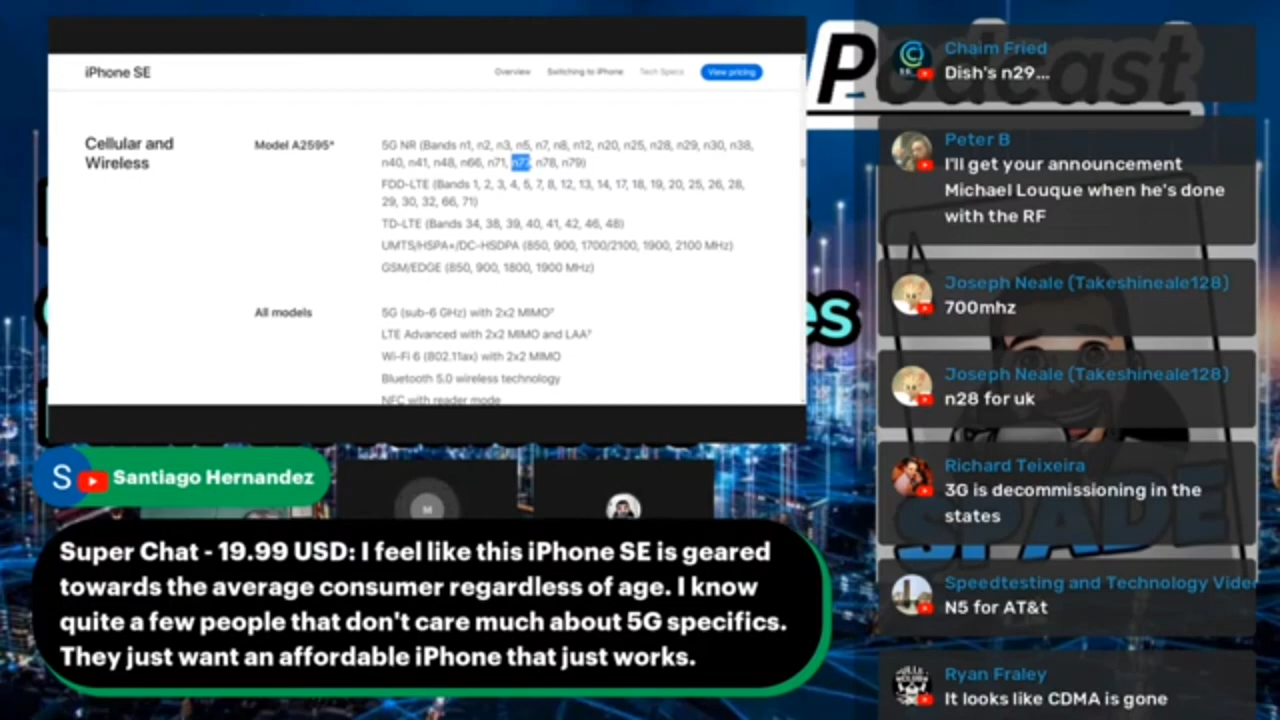 iPhone SE
Overview
Switching to iPhone
Tech Specs
View pricing
Cellular and
Wireless
Model A2595*
5G NR (Bands n1, n2, n3, n5, n7, n8, n12, n20, n25, n28, n29, n30, n38,
n40, n41, n48, n66, n71, n77, n78, n79)
FDD-LTE (Bands 1, 2, 3, 4, 5, 7, 8, 12, 13, 14, 17, 18, 19, 20, 25, 26, 28,
29, 30, 32, 66, 71)
TD-LTE (Bands 34, 38, 39, 40, 41, 42, 46, 48)
UMTS/HSPA+/DC-HSDPA (850, 900, 1700/2100, 1900, 2100 MHz)
GSM/EDGE (850, 900, 1800, 1900 MHz)
All models
5G (sub-6 GHz) with 2x2 MIMO⁷
LTE Advanced with 2x2 MIMO and LAA⁷
Wi-Fi 6 (802.11ax) with 2x2 MIMO
Bluetooth 5.0 wireless technology
NFC with reader mode
Podcast
es
S
Santiago Hernandez
M
Super Chat - 19.99 USD: I feel like this iPhone SE is geared
towards the average consumer regardless of age. I know
quite a few people that don't care much about 5G specifics.
They just want an affordable iPhone that just works.
Chaim Fried
Dish's n29...
Peter B
I'll get your announcement
Michael Louque when he's done
with the RF
Joseph Neale (Takeshineale128)
700mhz
Joseph Neale (Takeshineale128)
n28 for uk
Richard Teixeira
3G is decommissioning in the
states
Speedtesting and Technology Vide
N5 for AT&t
Ryan Fraley
It looks like CDMA is gone
A
SPADE